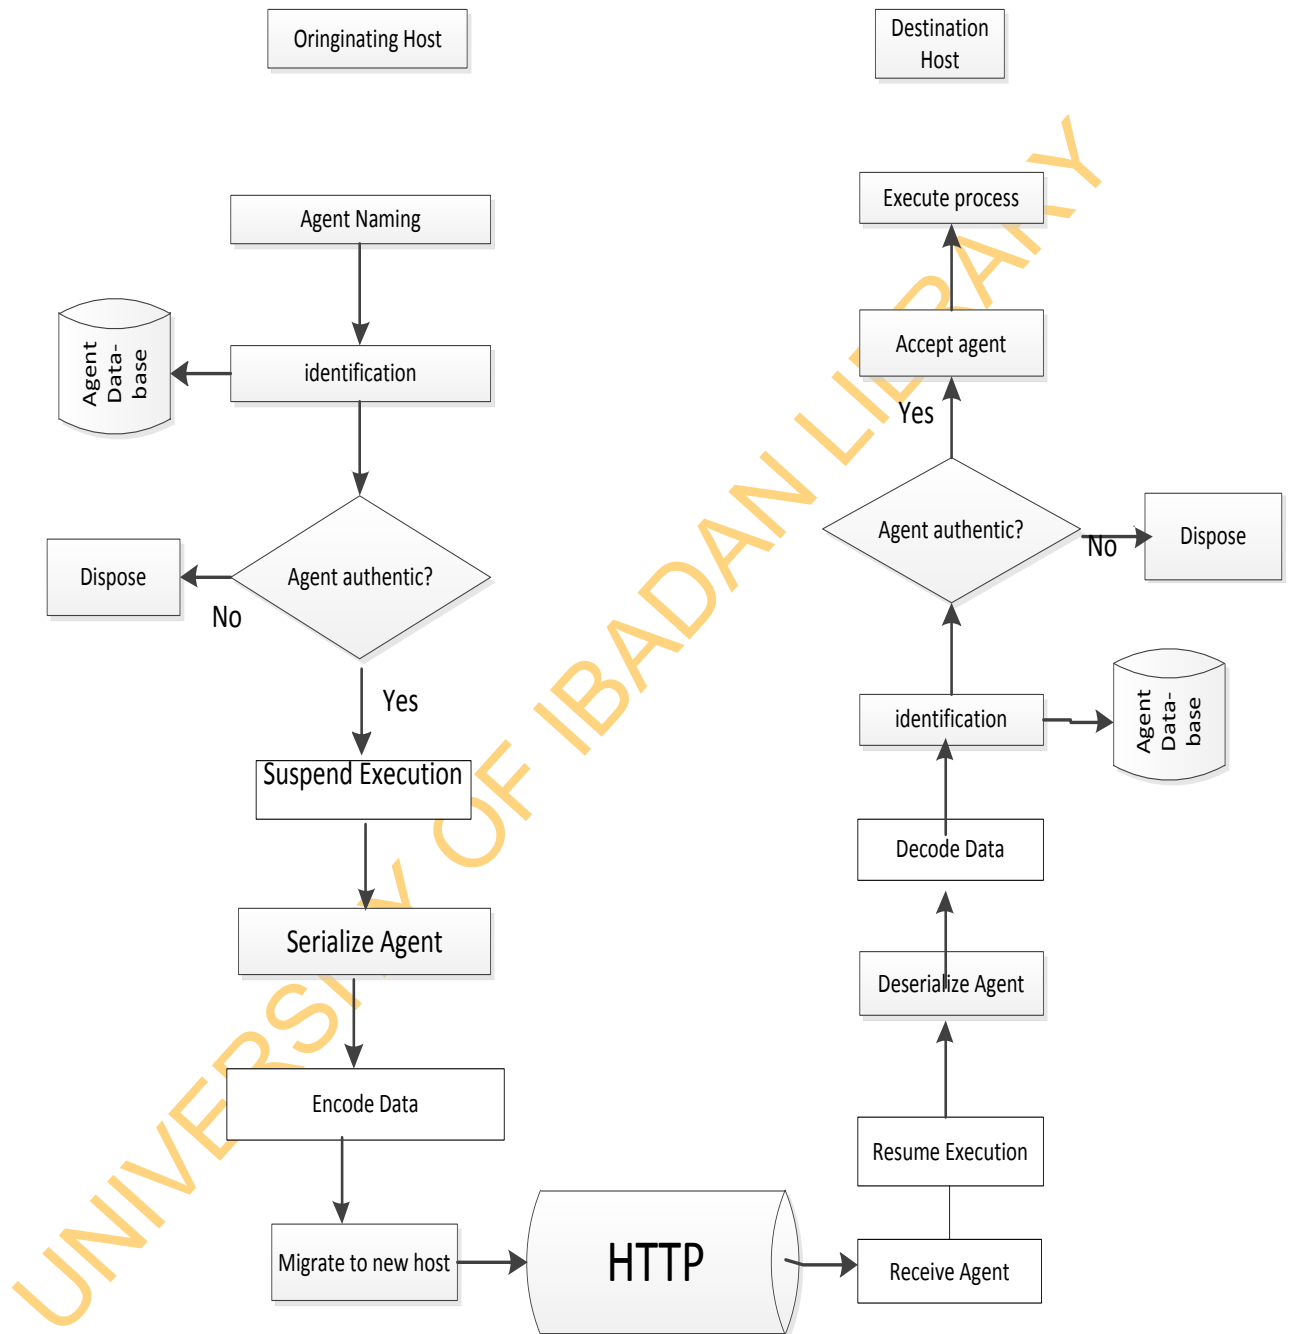 Oringinating Host
Destination
Host
Agent Naming
identification
Agent
Data-
base
Agent authentic?
Dispose
No
Yes
Suspend Execution
Serialize Agent
Encode Data
Migrate to new host
HTTP
Receive Agent
Resume Execution
Deserialize Agent
Decode Data
identification
Agent
Data-
base
Agent authentic?
No
Dispose
Yes
Accept agent
Execute process
UNIVERSITY OF IBADAN LIBRARY